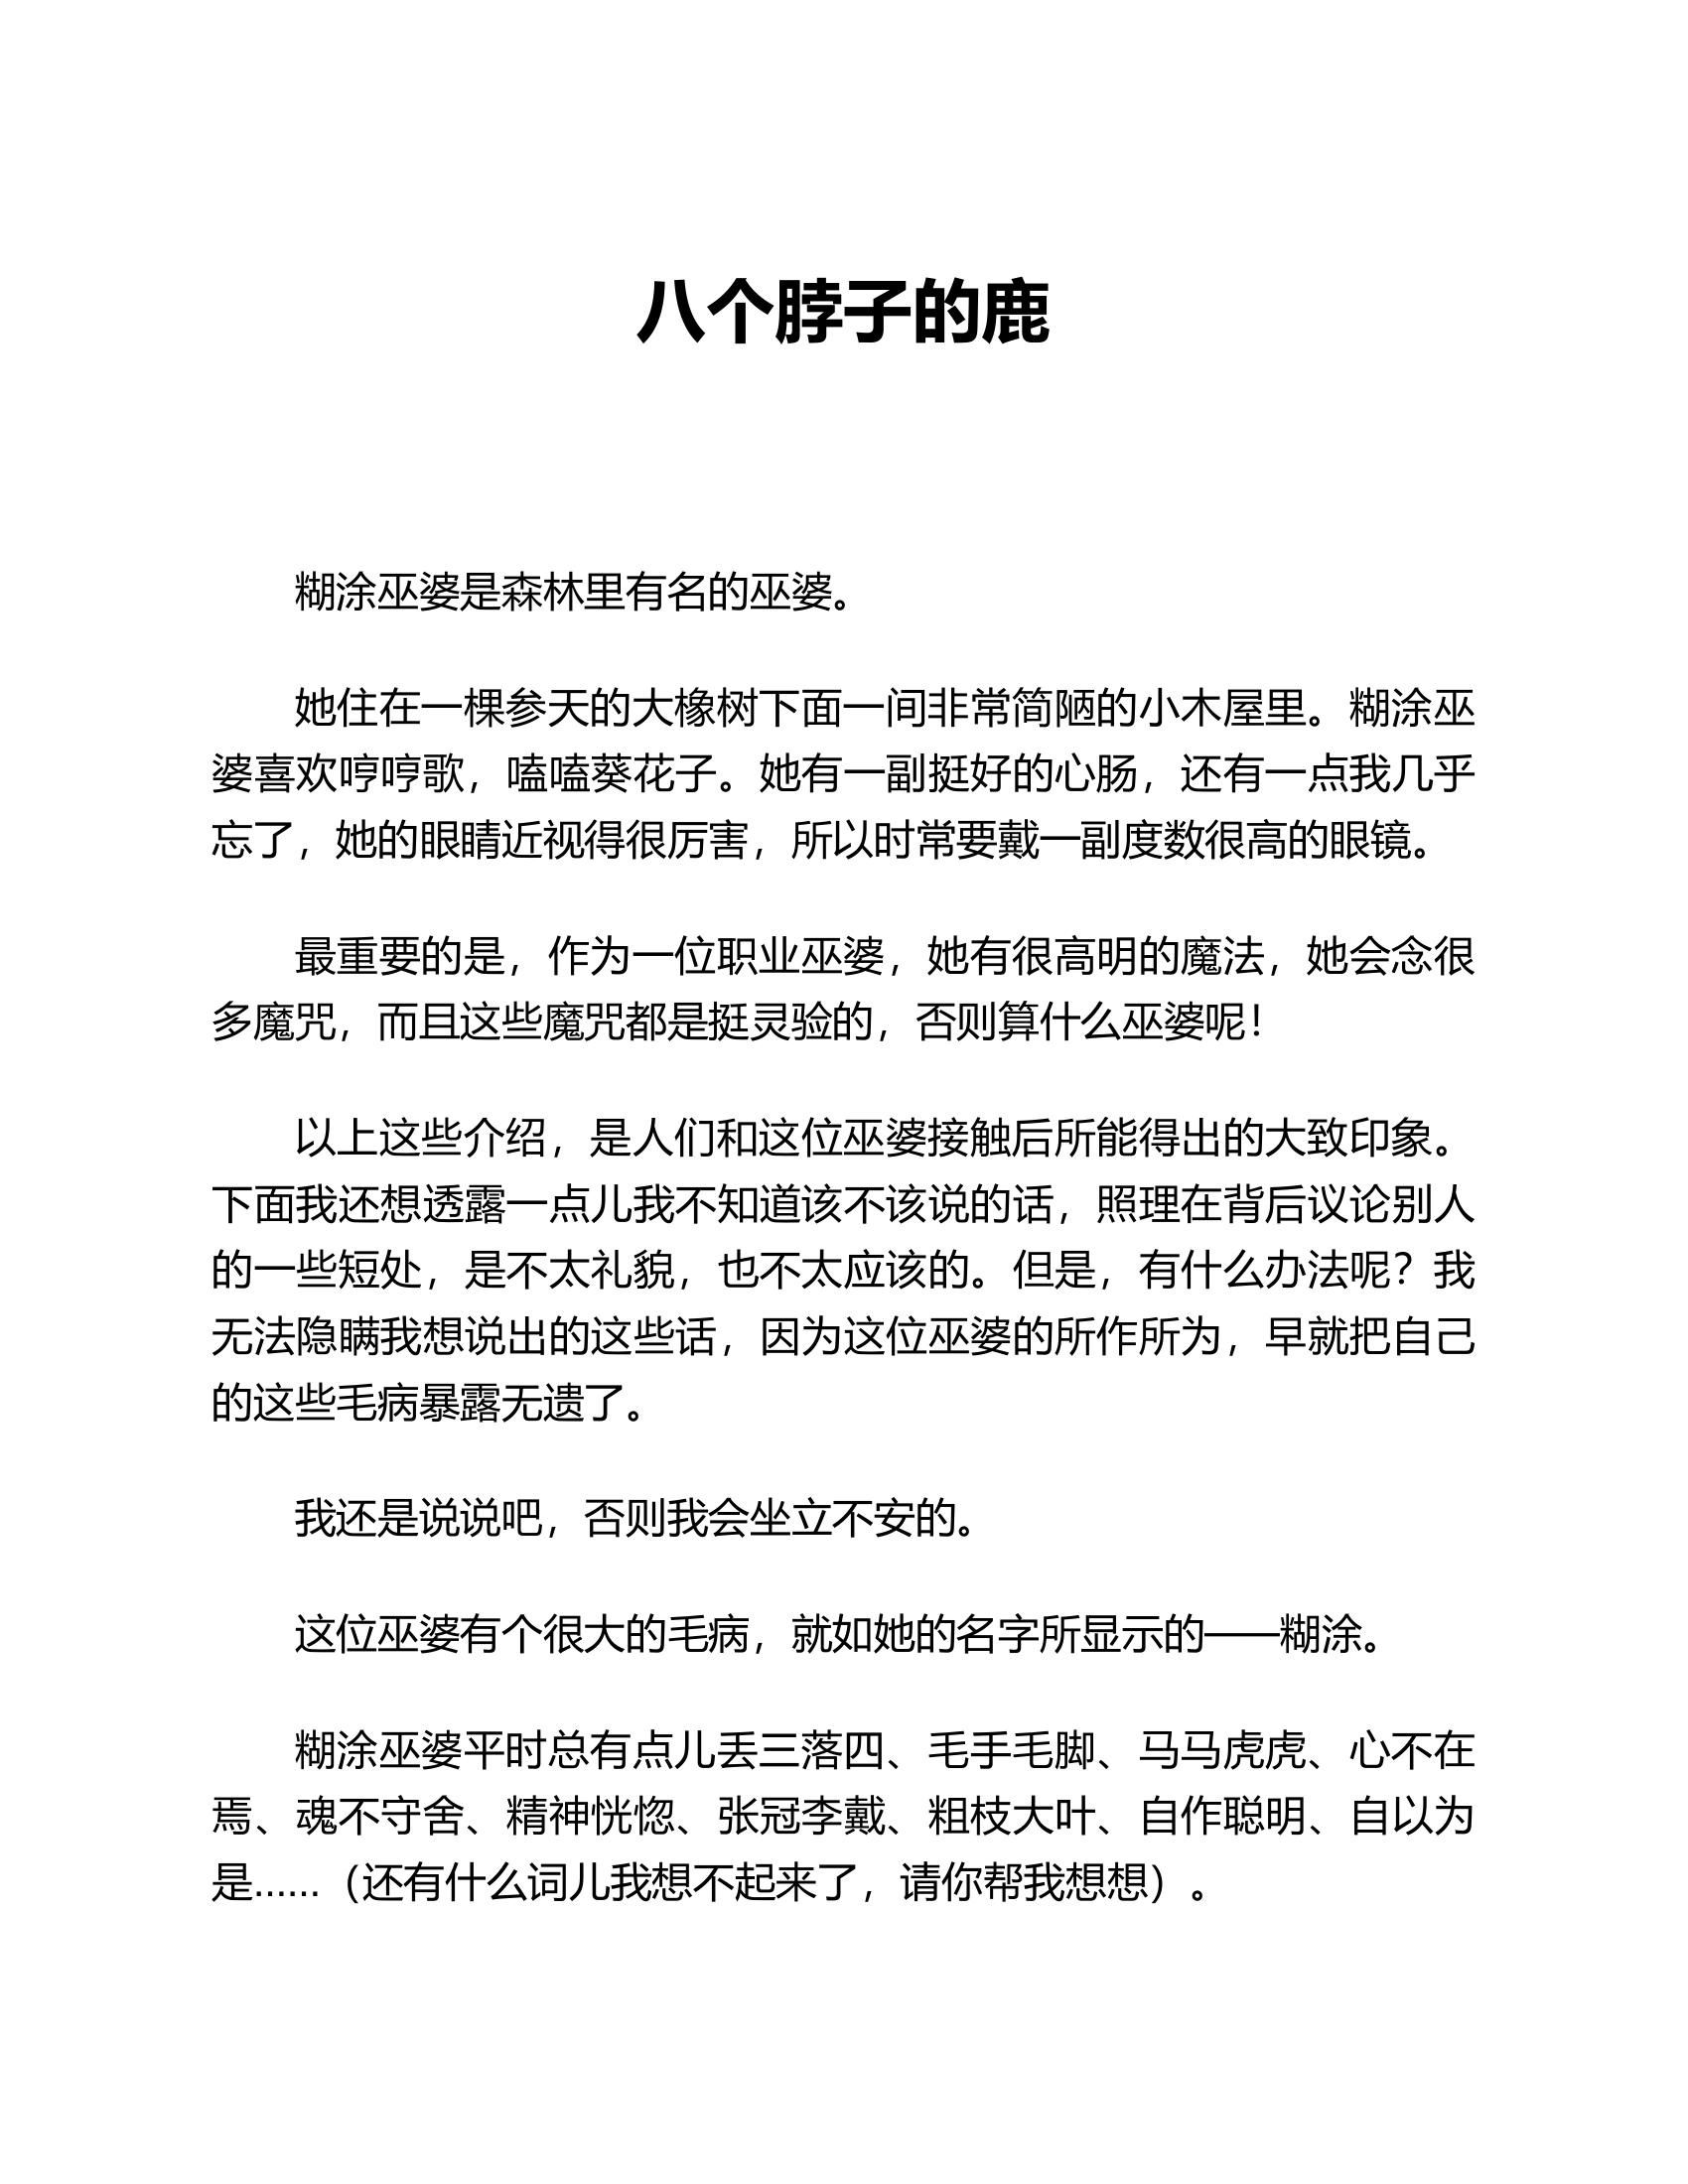 八个脖子的鹿
糊涂巫婆是森林里有名的巫婆。
她住在一棵参天的大橡树下面一间非常简陋的小木屋里。糊涂巫
婆喜欢哼哼歌，嗑嗑葵花子。她有一副挺好的心肠，还有一点我几乎
忘了，她的眼睛近视得很厉害，所以时常要戴一副度数很高的眼镜。
最重要的是，作为一位职业巫婆，她有很高明的魔法，她会念很
多魔咒，而且这些魔咒都是挺灵验的，否则算什么巫婆呢！
以上这些介绍，是人们和这位巫婆接触后所能得出的大致印象。
下面我还想透露一点儿我不知道该不该说的话，照理在背后议论别人
的一些短处，是不太礼貌，也不太应该的。但是，有什么办法呢？我
无法隐瞒我想说出的这些话，因为这位巫婆的所作所为，早就把自己
的这些毛病暴露无遗了。
我还是说说吧，否则我会坐立不安的。
这位巫婆有个很大的毛病，就如她的名字所显示的——糊涂。
糊涂巫婆平时总有点儿丢三落四、毛手毛脚、马马虎虎、心不在
焉、魂不守舍、精神恍惚、张冠李戴、粗枝大叶、自作聪明、自以为
是……（还有什么词儿我想不起来了，请你帮我想想）。